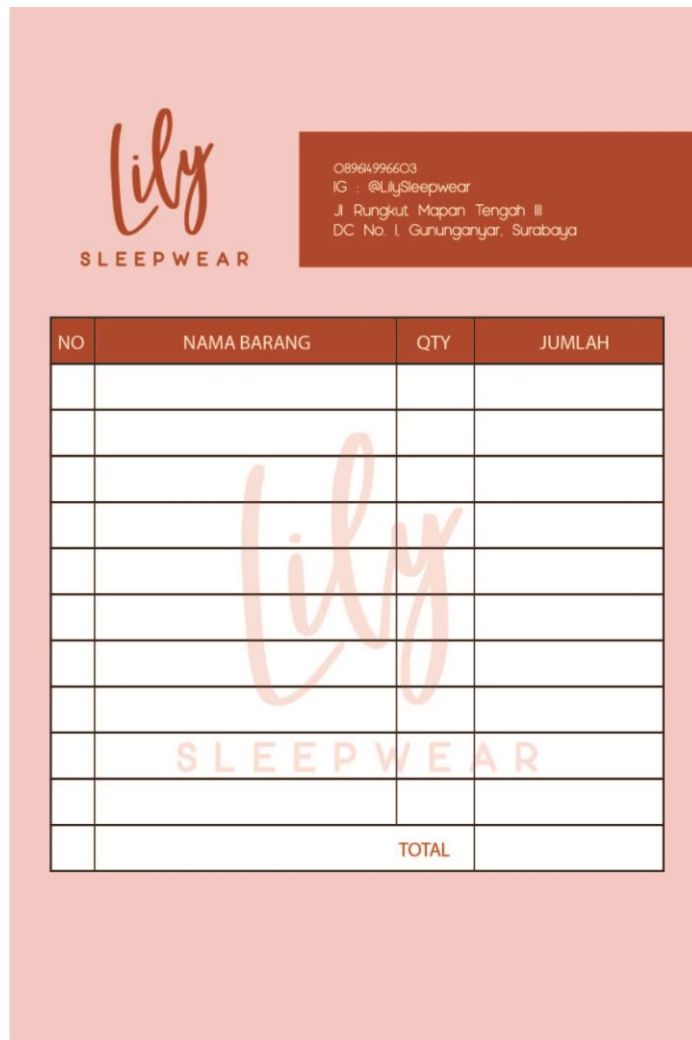 Lily
SLEEPWEAR
089614996603
IG : @LilySleepwear
Jl Rungkut Mapan Tengah III
DC No. 1, Gununganyar, Surabaya
NO NAMA BARANG QTY JUMLAH
Lily
SLEEPWEAR
TOTAL